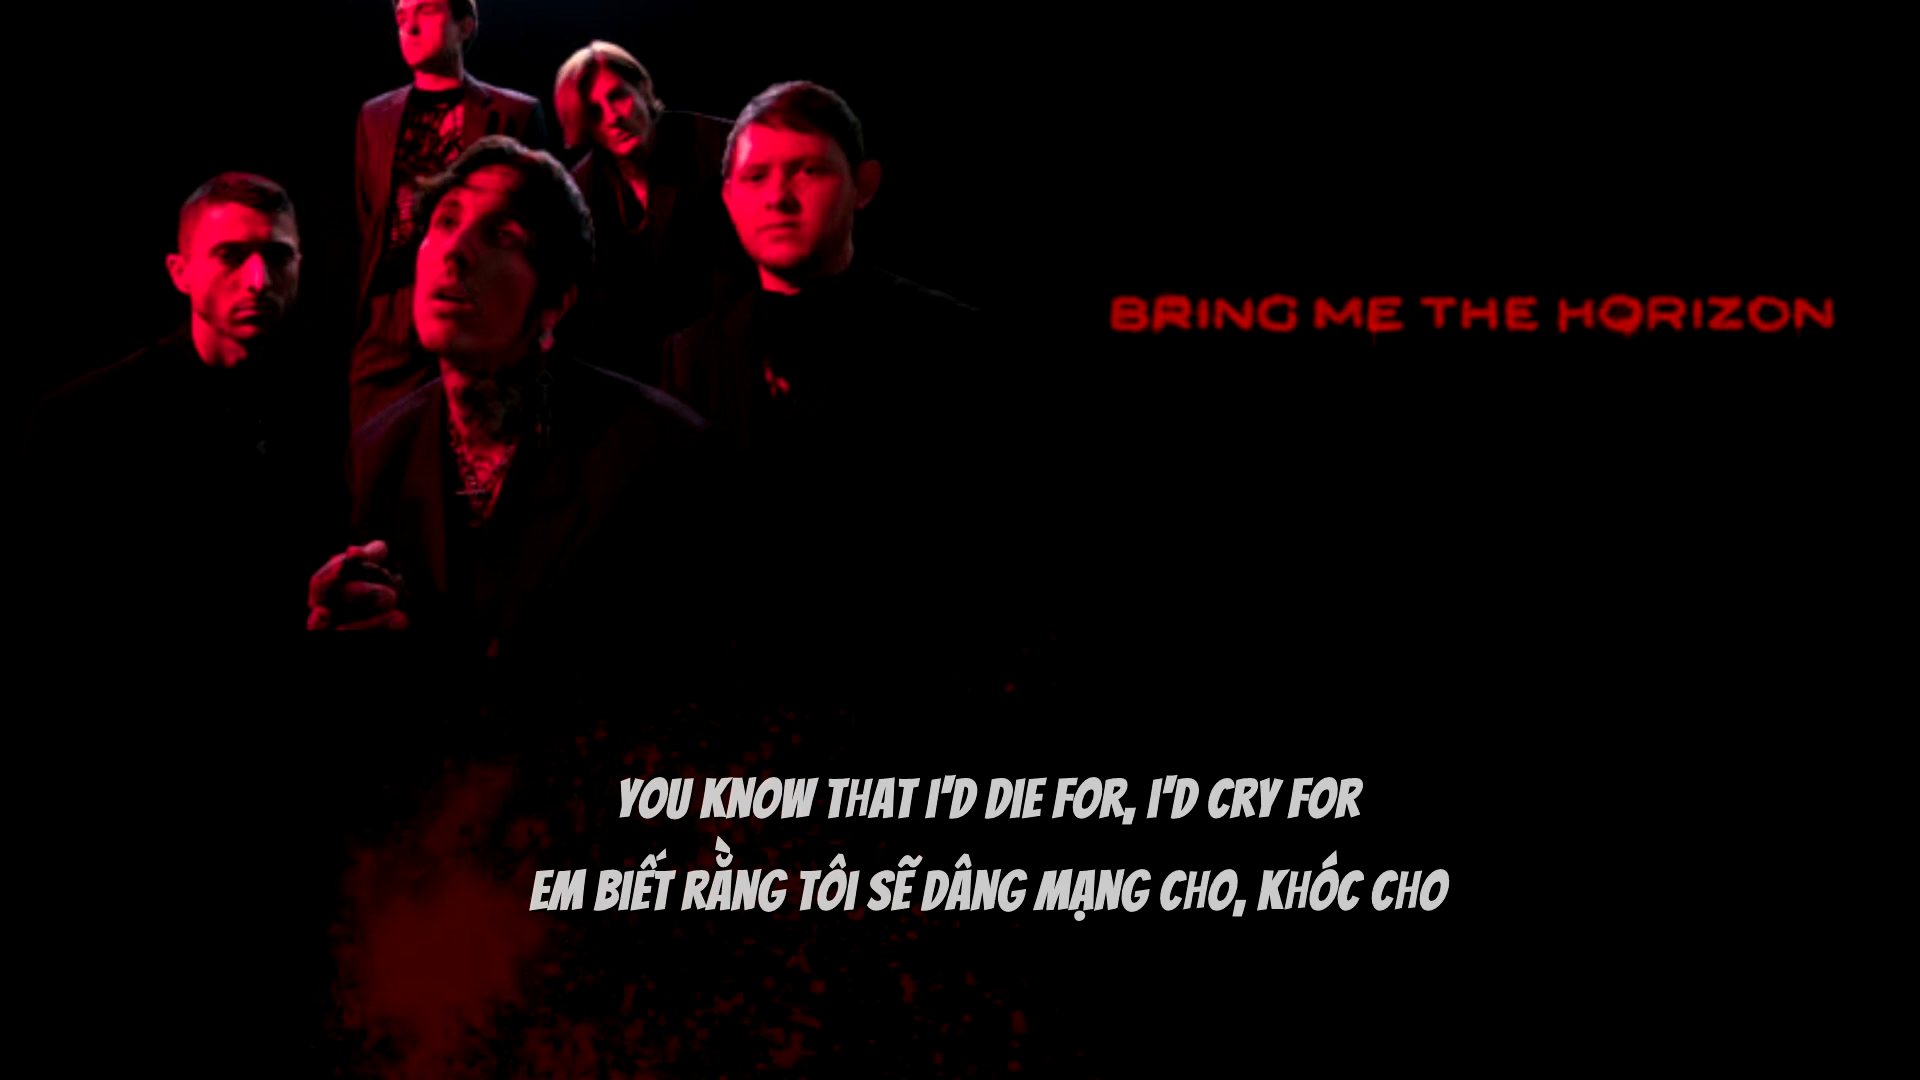 BRING ME THE HORIZON
YOU KNOW THAT I'D DIE FOR, I'D CRY FOR
EM BIẾT RẰNG TÔI SẼ DÂNG MẠNG CHO, KHÓC CHO